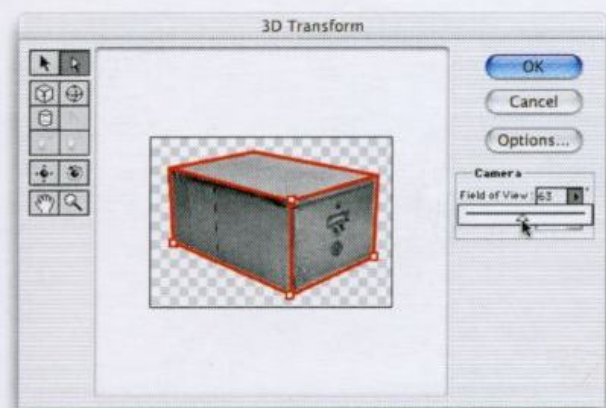 3D Transform
OK
Cancel
Options...
Camera
Field of View: 63 °